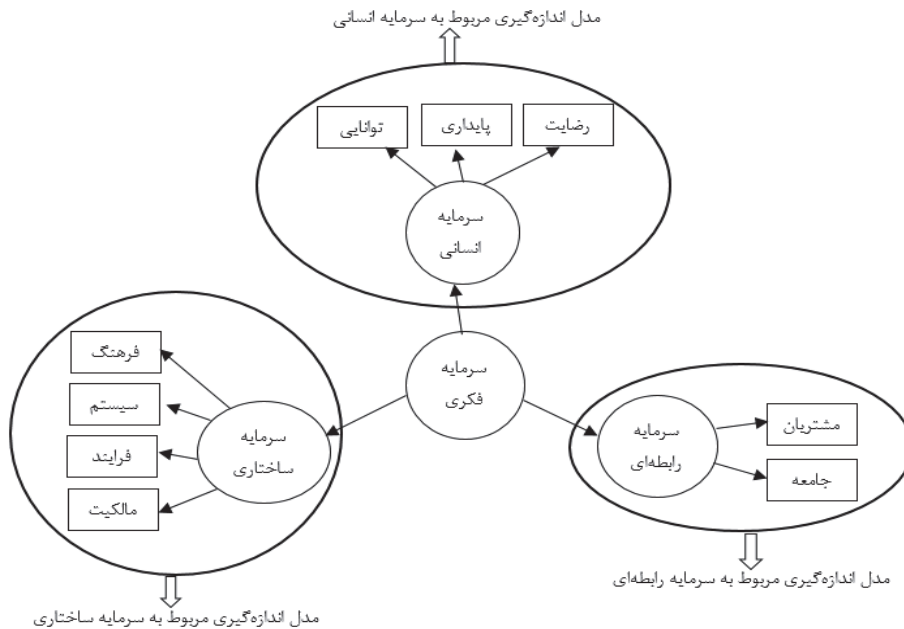 مدل اندازه‌گیری مربوط به سرمایه انسانی
رضایت
پایداری
توانایی
سرمایه
انسانی
سرمایه
فکری
فرهنگ
سیستم
فرایند
مالکیت
سرمایه
ساختاری
سرمایه
رابطه‌ای
مشتریان
جامعه
مدل اندازه‌گیری مربوط به سرمایه رابطه‌ای
مدل اندازه‌گیری مربوط به سرمایه ساختاری